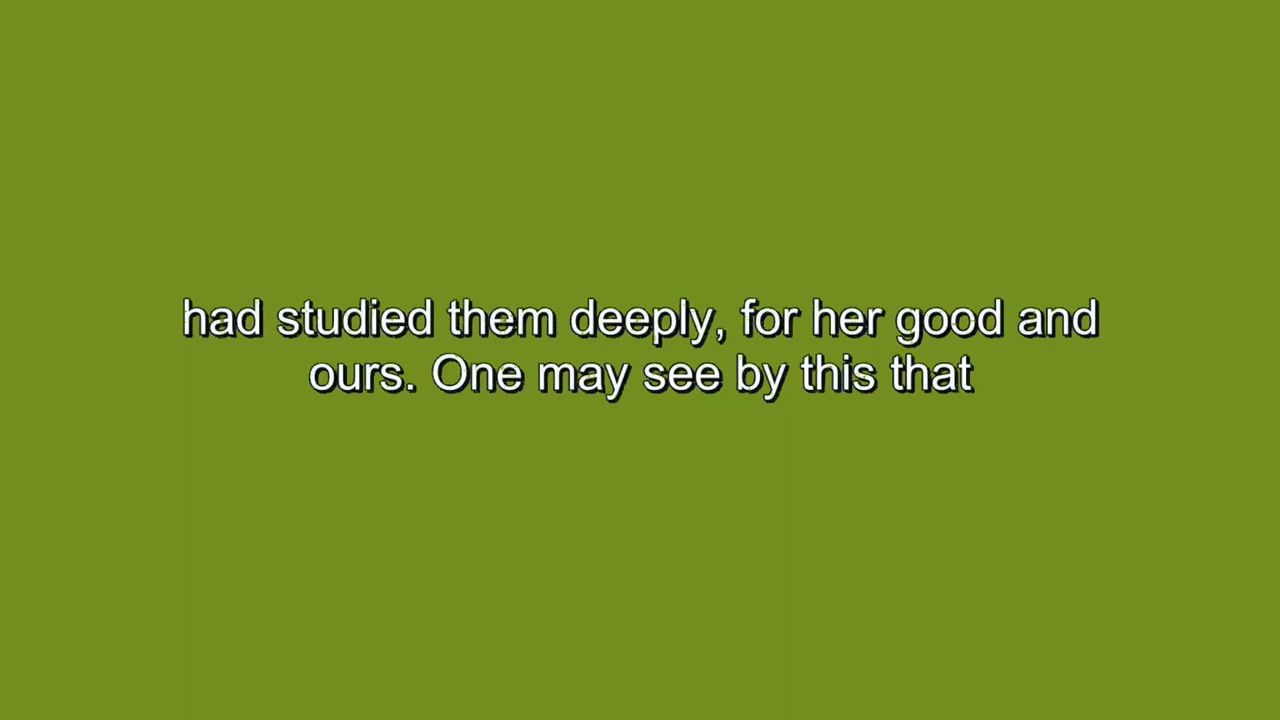 had studied them deeply, for her good and
ours. One may see by this that